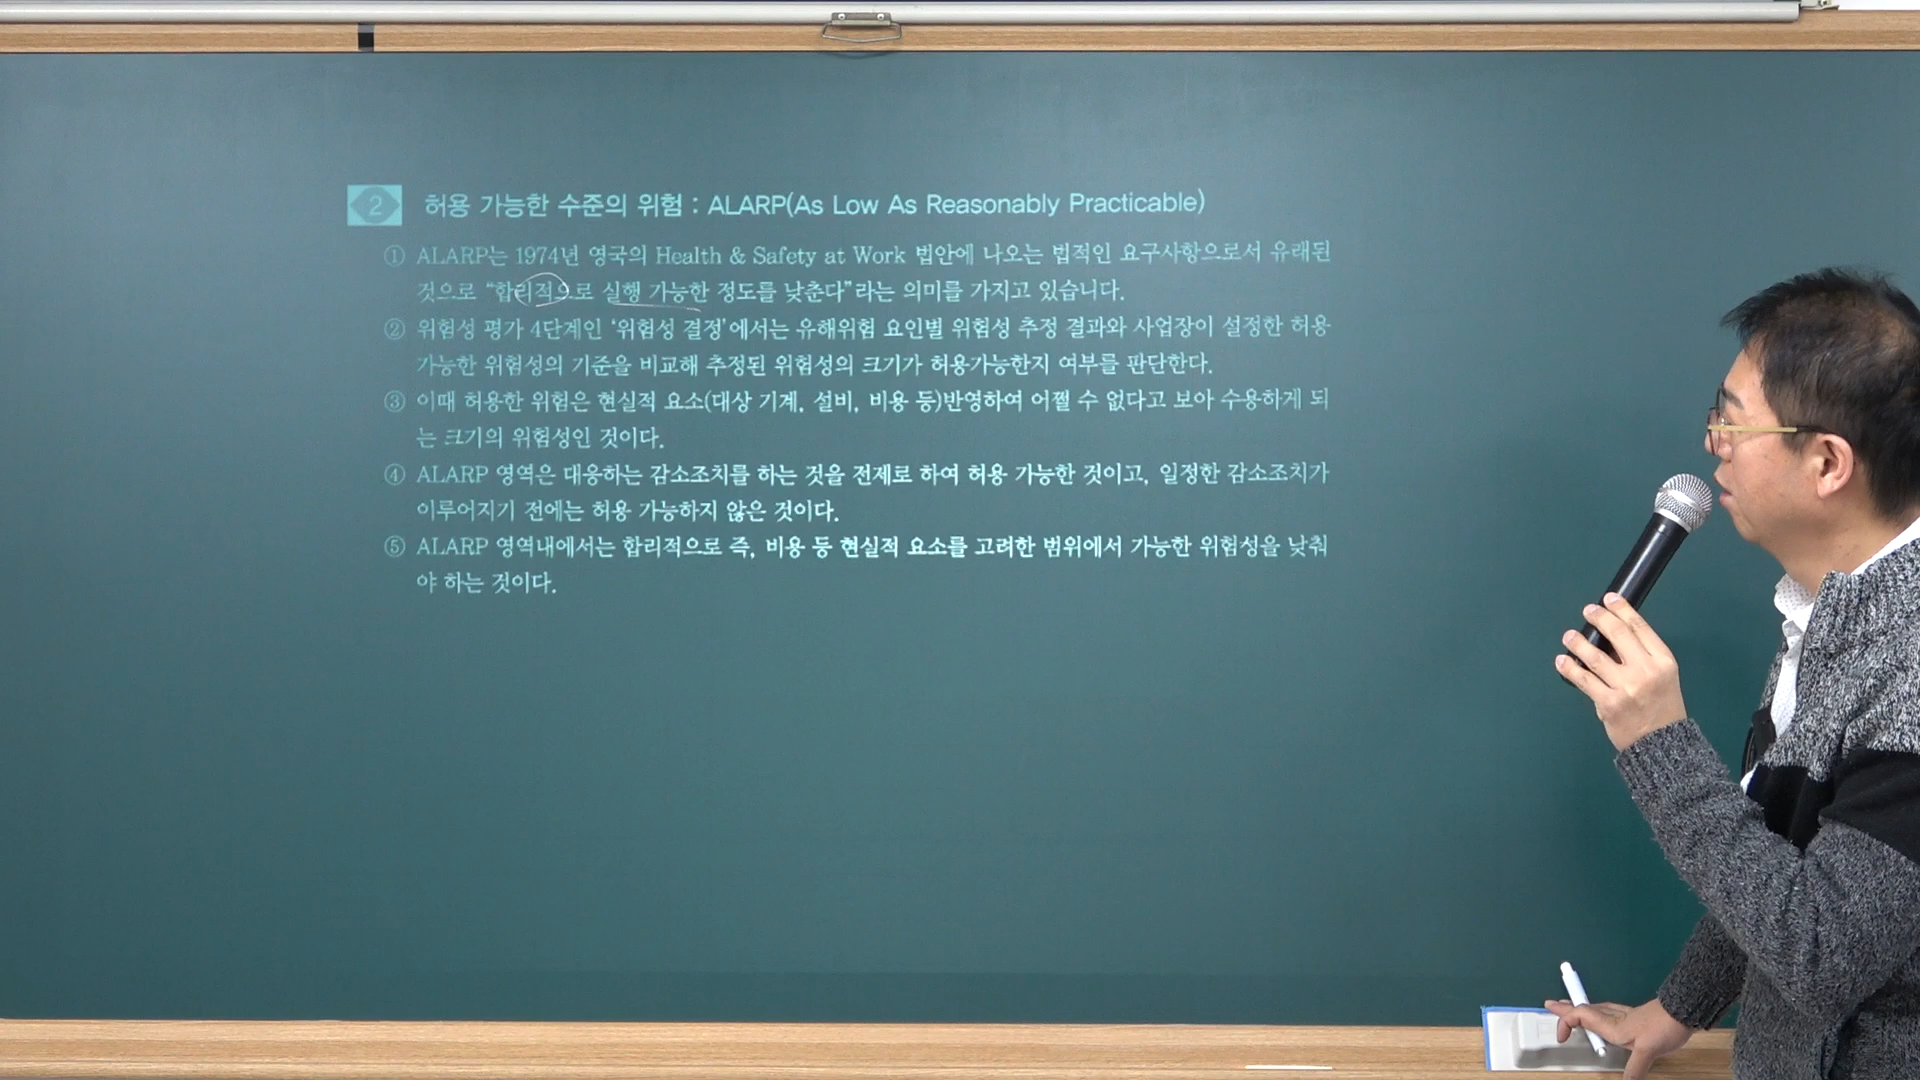 2 허용 가능한 수준의 위험 : ALARP(As Low As Reasonably Practicable)
① ALARP는 1974년 영국의 Health & Safety at Work 법안에 나오는 법적인 요구사항으로서 유래된
것으로 “합리적으로 실행 가능한 정도를 낮춘다”라는 의미를 가지고 있습니다.
② 위험성 평가 4단계인 ‘위험성 결정’에서는 유해위험 요인별 위험성 추정 결과와 사업장이 설정한 허용
가능한 위험성의 기준을 비교해 추정된 위험성의 크기가 허용가능한지 여부를 판단한다.
③ 이때 허용한 위험은 현실적 요소(대상 기계, 설비, 비용 등)반영하여 어쩔 수 없다고 보아 수용하게 되
는 크기의 위험성인 것이다.
④ ALARP 영역은 대응하는 감소조치를 하는 것을 전제로 하여 허용 가능한 것이고, 일정한 감소조치가
이루어지기 전에는 허용 가능하지 않은 것이다.
⑤ ALARP 영역내에서는 합리적으로 즉, 비용 등 현실적 요소를 고려한 범위에서 가능한 위험성을 낮춰
야 하는 것이다.